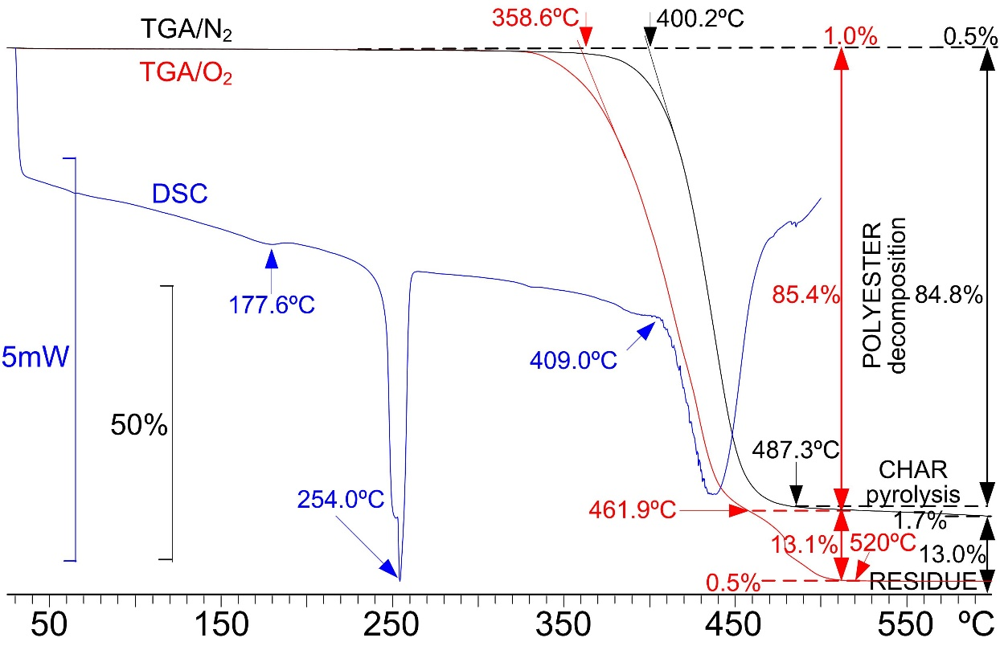 358.6ºC
400.2ºC
TGA/N₂
1.0%
0.5%
TGA/O₂
DSC
177.6ºC
POLYESTER
decomposition
85.4%
84.8%
5mW
409.0ºC
50%
487.3ºC
CHAR
pyrolysis
254.0ºC
461.9ºC
1.7%
13.1%
520ºC
13.0%
0.5%
RESIDUE
50 150 250 350 450 550 ºC